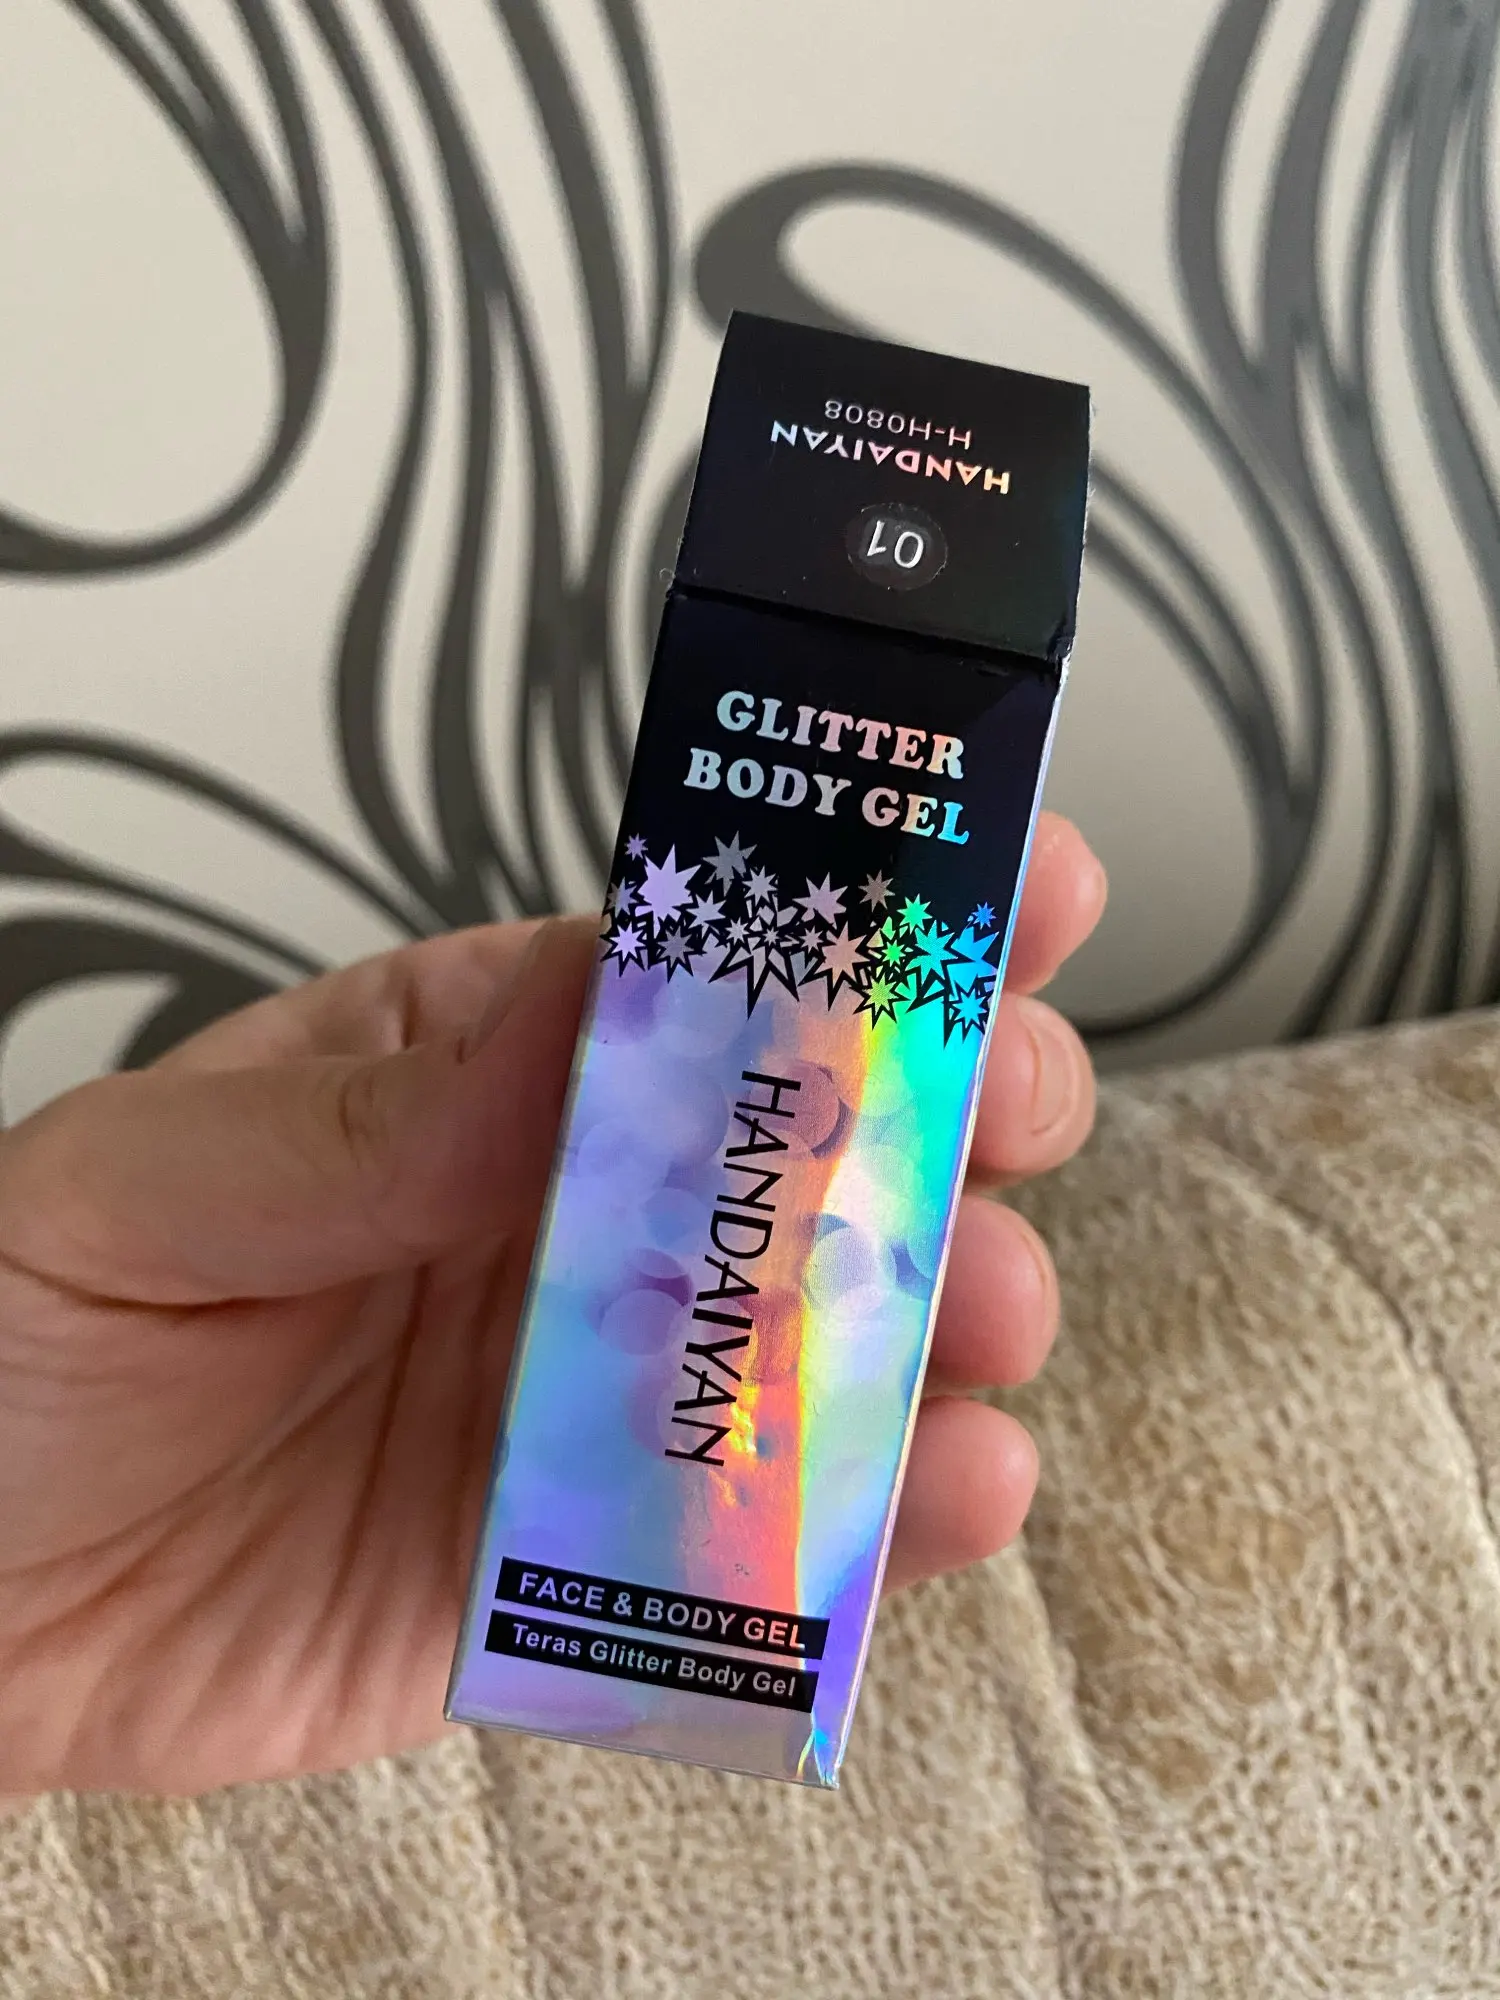 HANDAIYAN
H-H0808
01
GLITTER
BODY GEL
HANDAIYAN
FACE & BODY GEL
Teras Glitter Body Gel